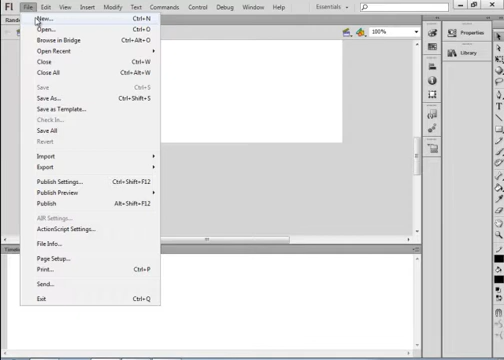 Fl File Edit View Insert Modify Text Commands Control Debug Window Help Essentials
New... Ctrl+N
Open... Ctrl+O
Browse in Bridge Ctrl+Alt+O
Open Recent
Close Ctrl+W
Close All Ctrl+Alt+W
Save Ctrl+S
Save As... Ctrl+Shift+S
Save as Template...
Check In...
Save All
Revert
Import
Export
Publish Settings... Ctrl+Shift+F12
Publish Preview
Publish Alt+Shift+F12
AIR Settings...
ActionScript Settings...
File Info...
Page Setup...
Print... Ctrl+P
Send...
Exit Ctrl+Q
100%
Properties
Library